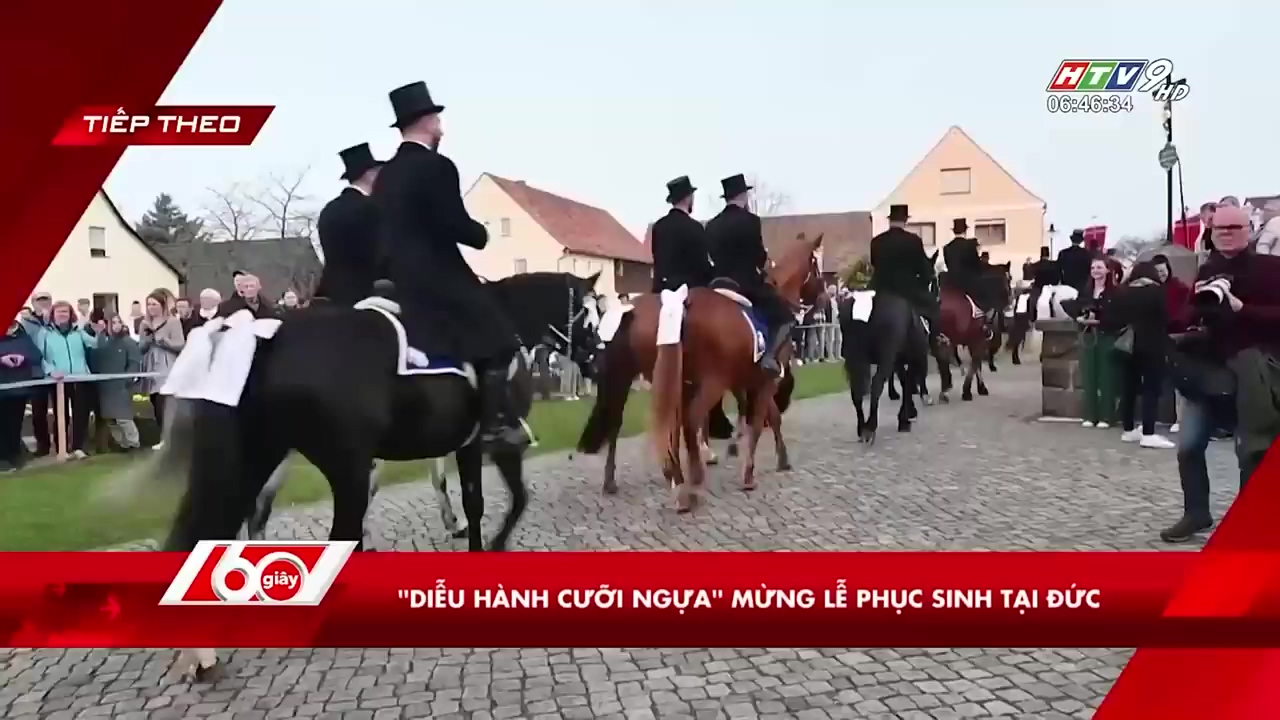 TIẾP THEO
HTV9 HD
06:46:34
60 giây
"DIỄU HÀNH CƯỠI NGỰA" MỪNG LỄ PHỤC SINH TẠI ĐỨC